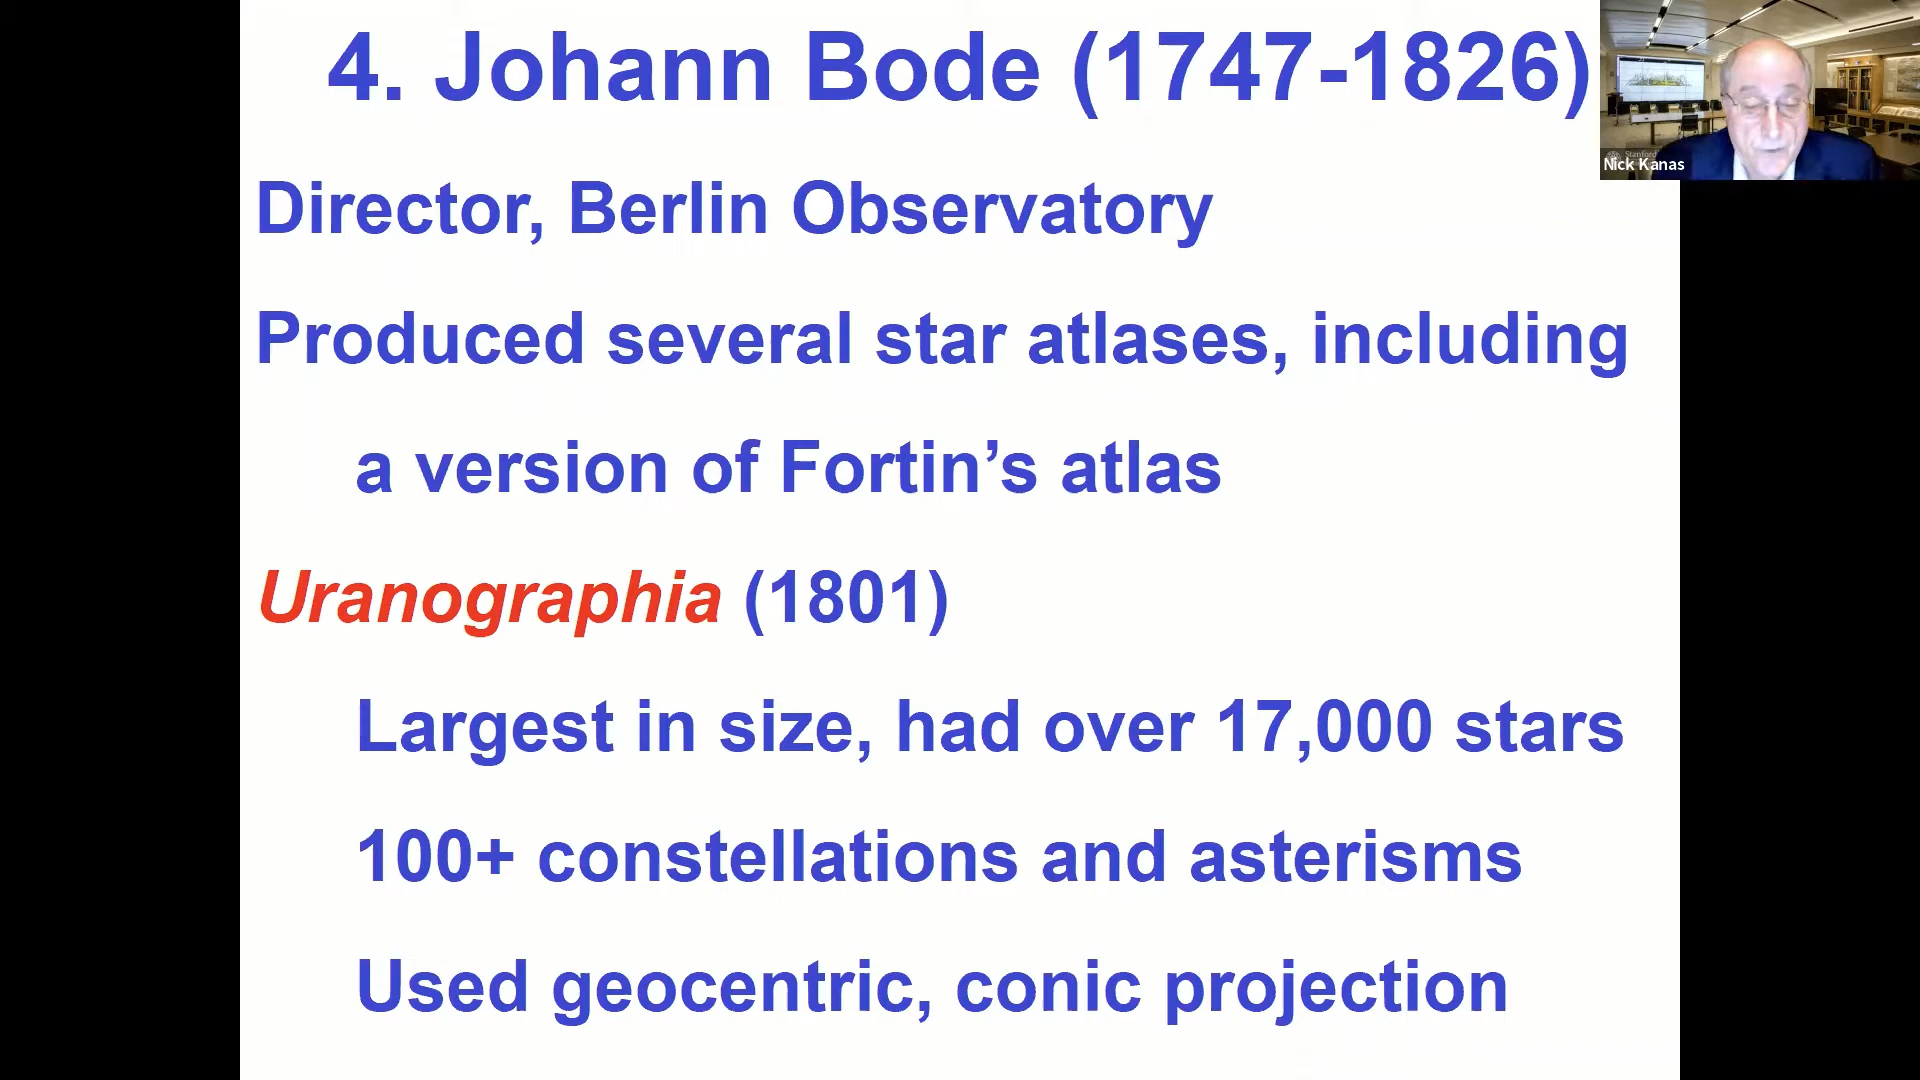 4. Johann Bode (1747-1826)
Director, Berlin Observatory
Produced several star atlases, including
a version of Fortin’s atlas
Uranographia (1801)
Largest in size, had over 17,000 stars
100+ constellations and asterisms
Used geocentric, conic projection
Stanford
Nick Kanas